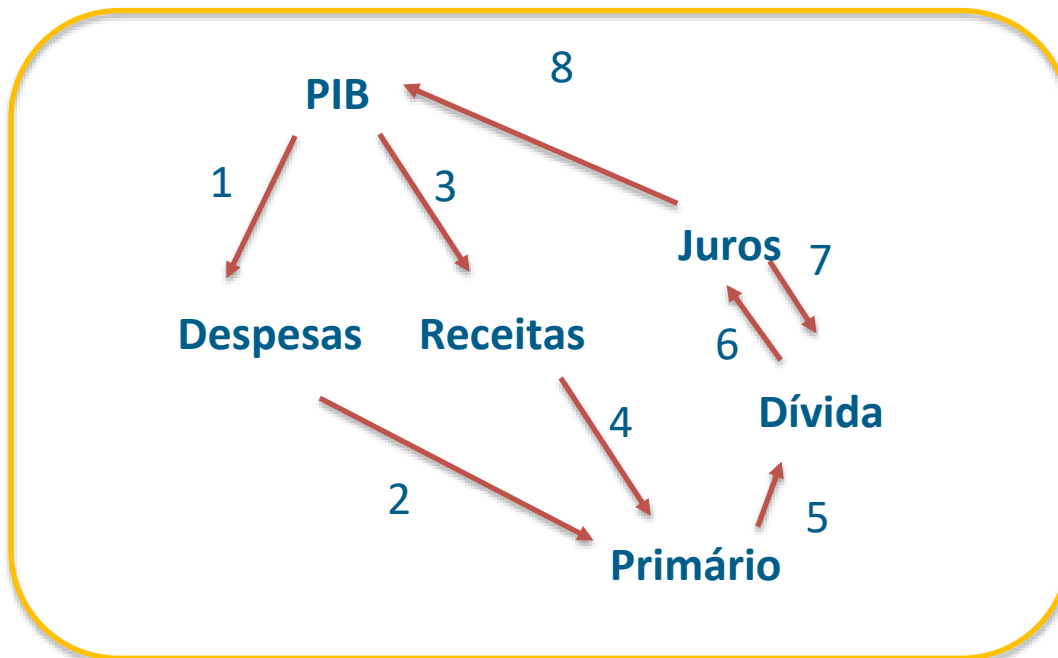 8
PIB
1
3
Juros
7
Despesas
Receitas
6
Dívida
4
2
5
Primário